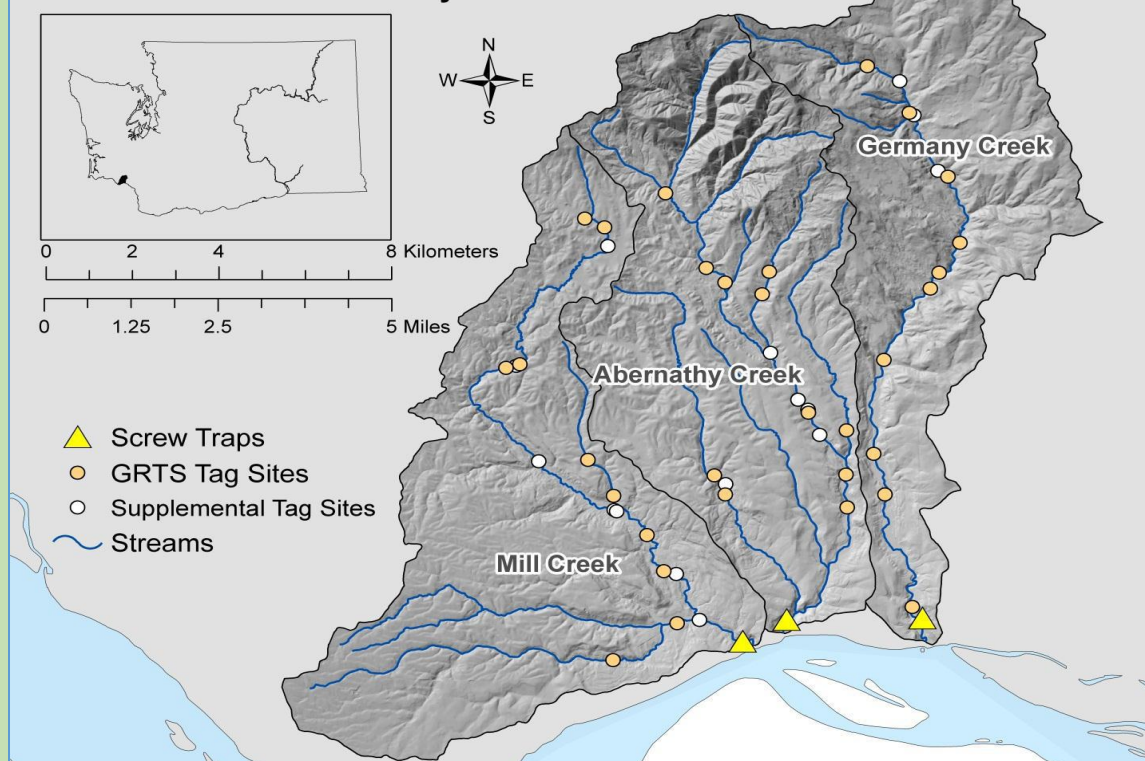 N
W E
S
Germany Creek
0 2 4 8 Kilometers
0 1.25 2.5 5 Miles
Abernathy Creek
Screw Traps
GRTS Tag Sites
Supplemental Tag Sites
Streams
Mill Creek